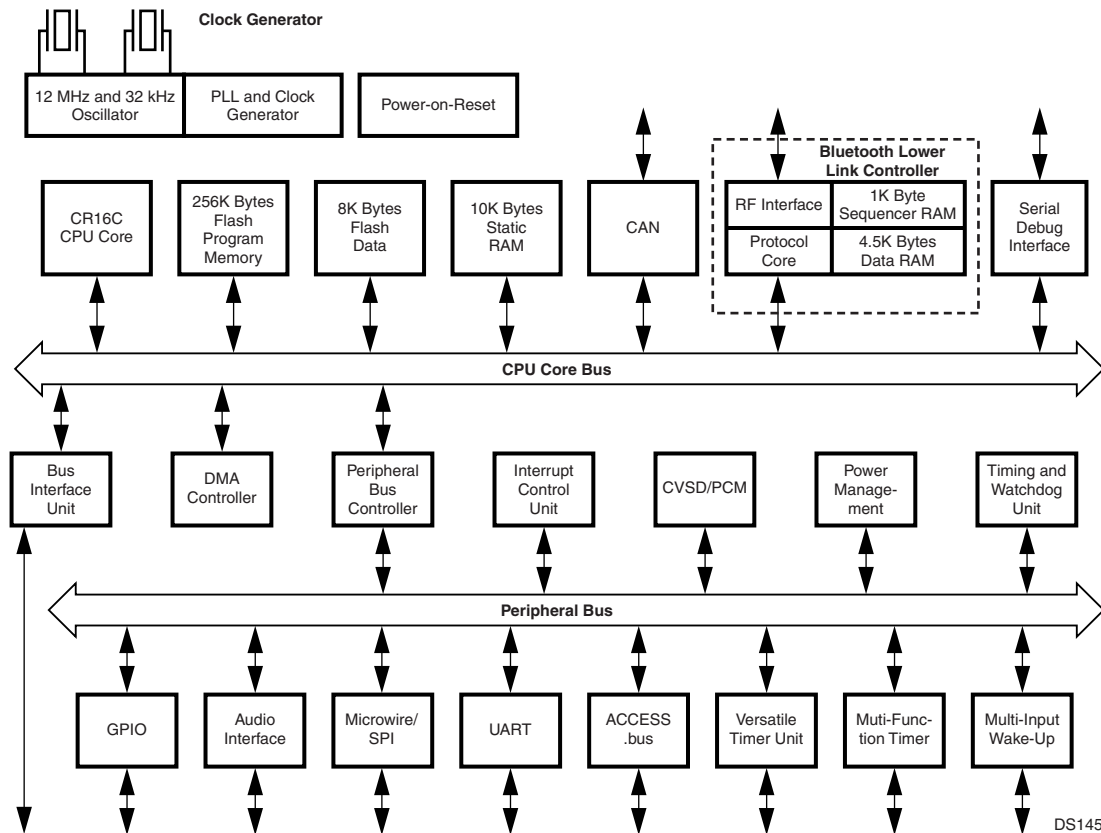 Clock Generator
12 MHz and 32 kHz
Oscillator
PLL and Clock
Generator
Power-on-Reset
Bluetooth Lower
Link Controller
CR16C
CPU Core
256K Bytes
Flash
Program
Memory
8K Bytes
Flash
Data
10K Bytes
Static
RAM
CAN
RF Interface
1K Byte
Sequencer RAM
Protocol
Core
4.5K Bytes
Data RAM
Serial
Debug
Interface
CPU Core Bus
Bus
Interface
Unit
DMA
Controller
Peripheral
Bus
Controller
Interrupt
Control
Unit
CVSD/PCM
Power
Manage-
ment
Timing and
Watchdog
Unit
Peripheral Bus
GPIO
Audio
Interface
Microwire/
SPI
UART
ACCESS
.bus
Versatile
Timer Unit
Muti-Func-
tion Timer
Multi-Input
Wake-Up
DS145